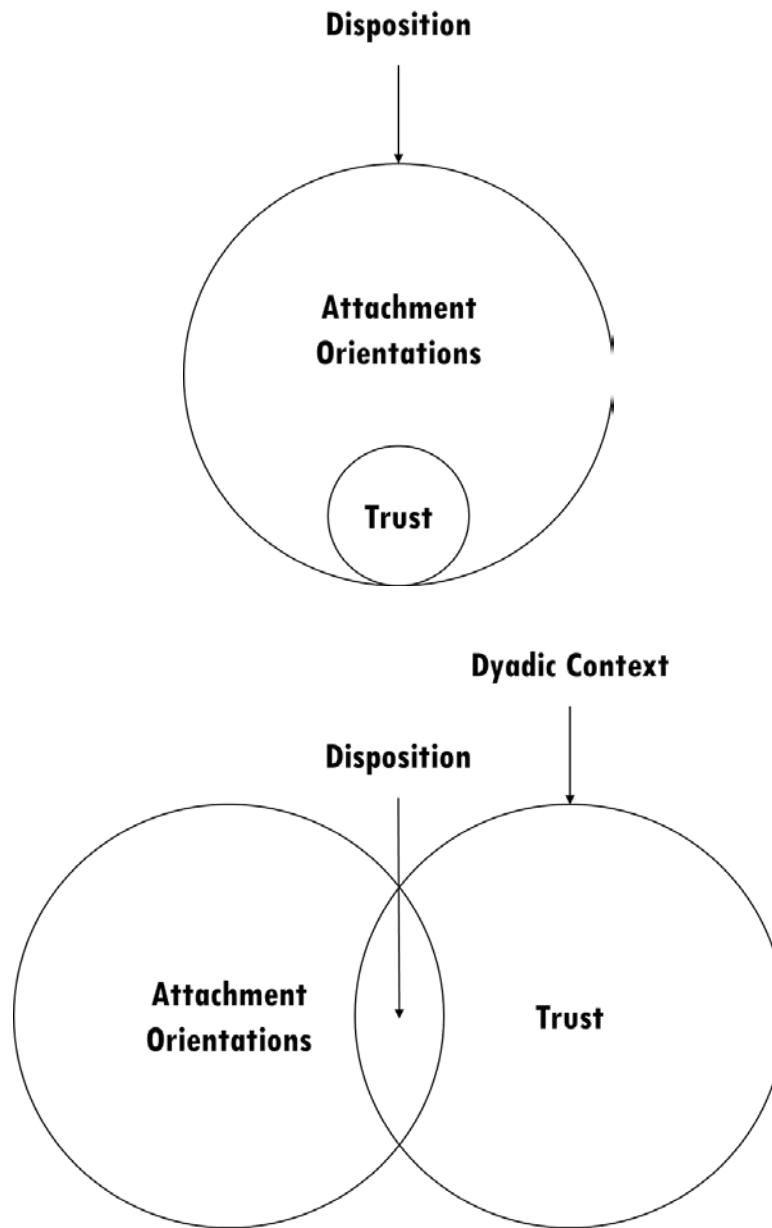 Disposition
Attachment
Orientations
Trust
Dyadic Context
Disposition
Attachment
Orientations
Trust